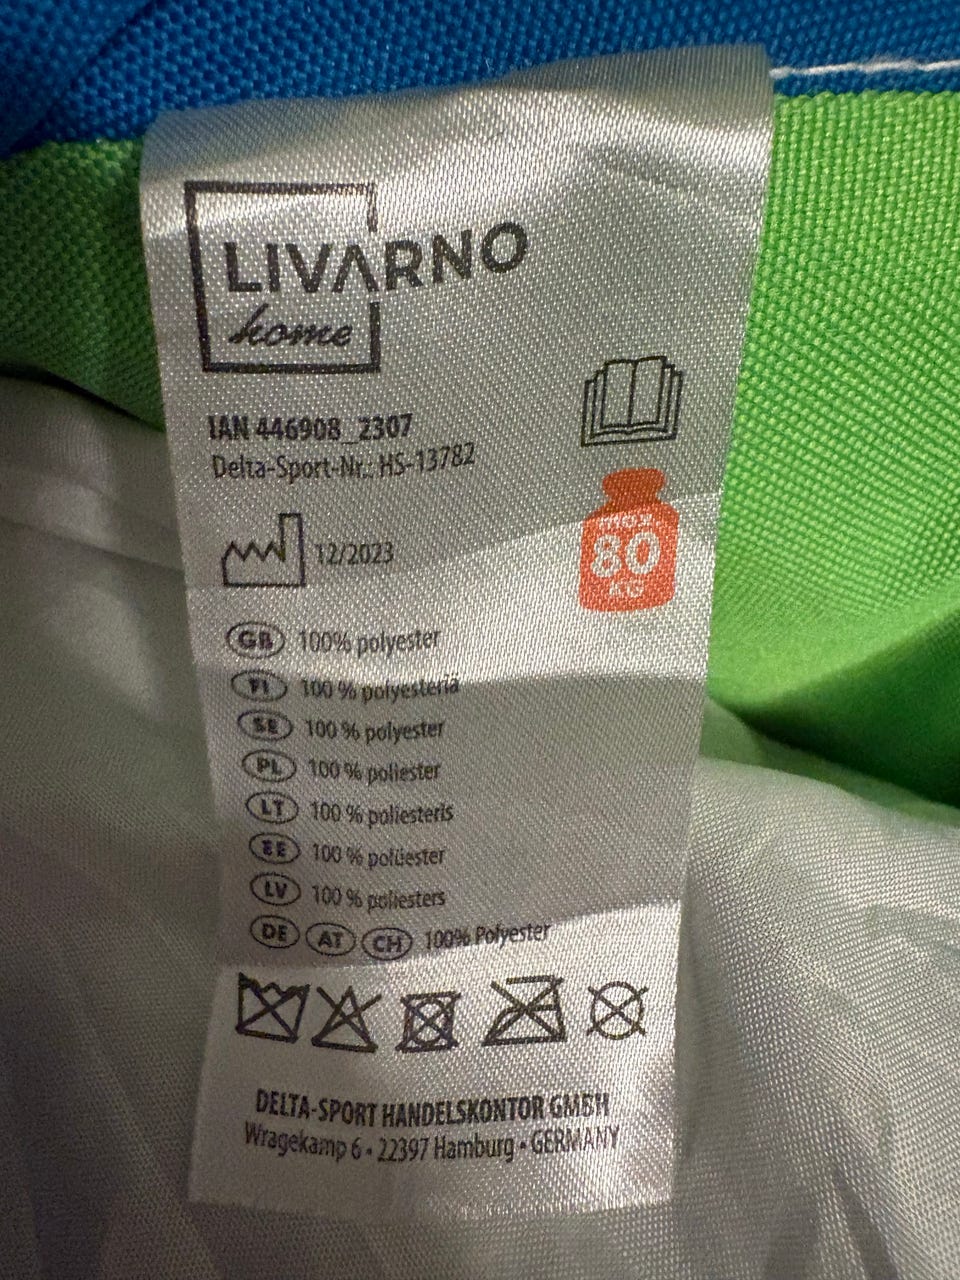 LIVARNO
home
IAN 446908_2307
Delta-Sport-Nr.: HS-13782
max
80
KG
12/2023
GB 100% polyester
FI 100 % polyesteriä
SE 100 % polyester
PL 100 % poliester
LT 100 % poliesteris
EE 100 % polüester
LV 100 % poliesters
DE AT CH 100% Polyester
DELTA-SPORT HANDELSKONTOR GMBH
Wragekamp 6 • 22397 Hamburg • GERMANY